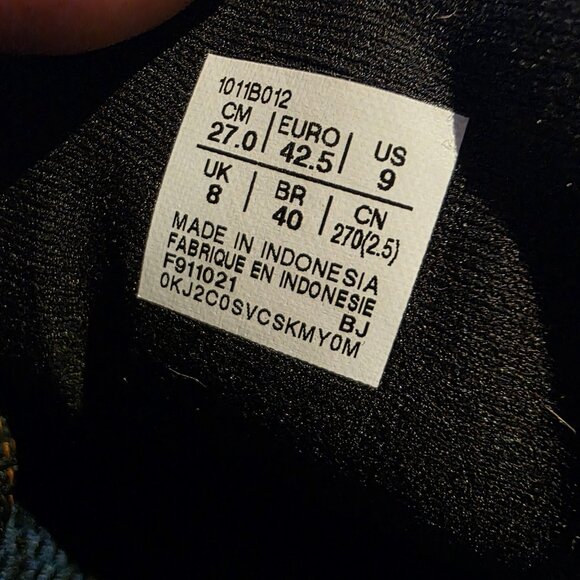 1011B012
CM 27.0 | EURO 42.5 | US 9
UK 8 | BR 40 | CN 270(2.5)
MADE IN INDONESIA
FABRIQUE EN INDONESIE
F911021 BJ
0KJ2C0SVCSKMY0M